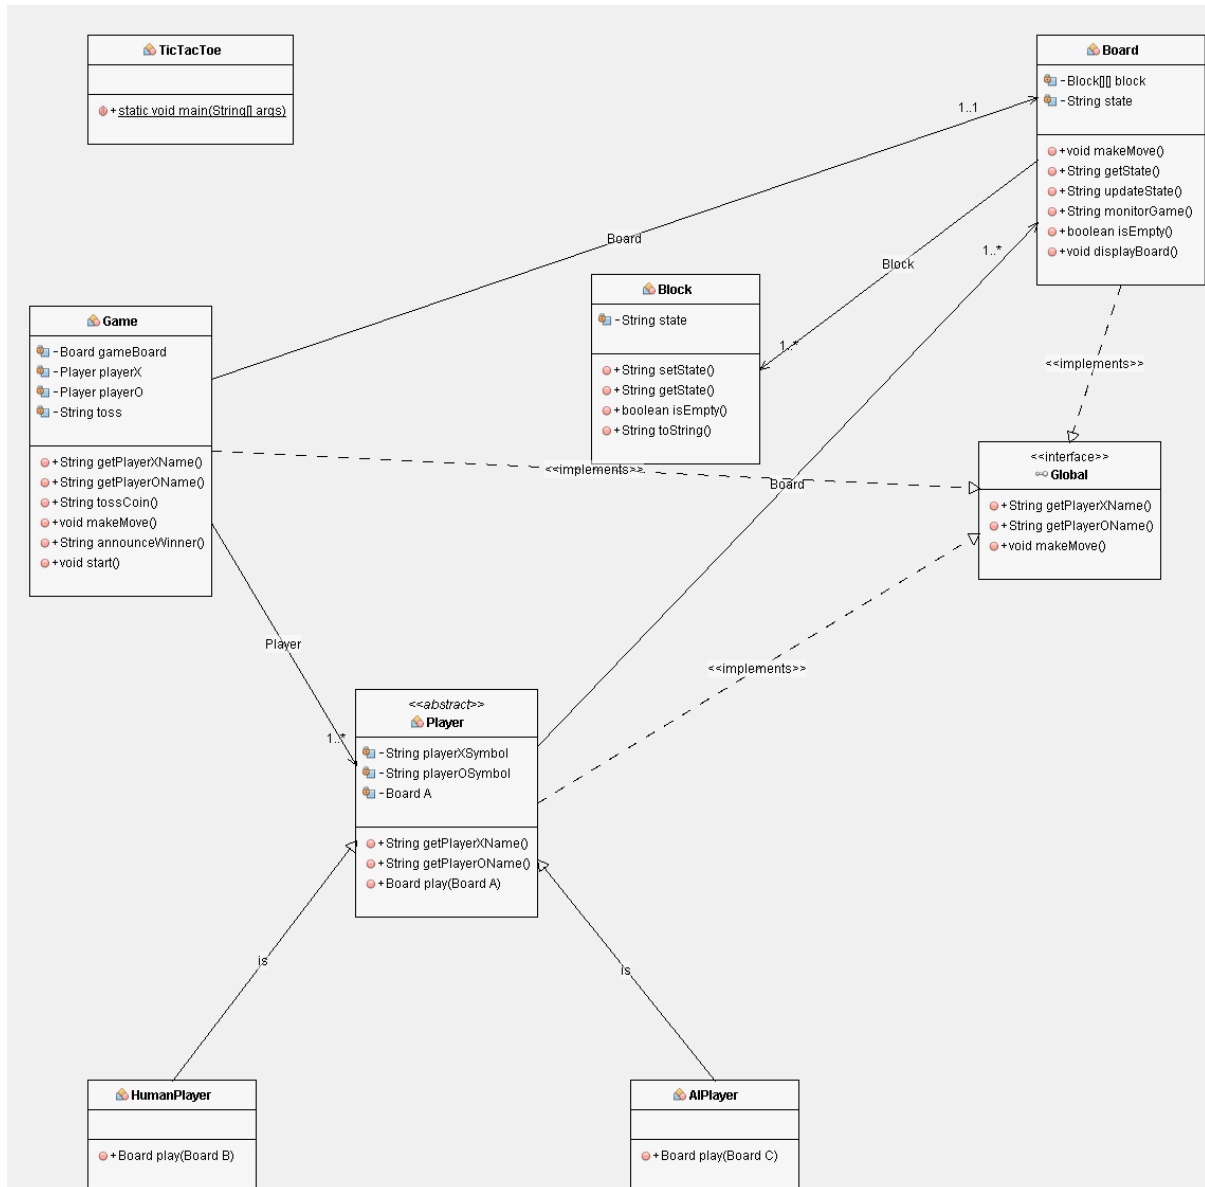 TicTacToe
+static void main(String[] args)
Board
-Block[][] block
-String state
+void makeMove()
+String getState()
+String updateState()
+String monitorGame()
+boolean isEmpty()
+void displayBoard()
1..1
Board
1..*
Block
Block
-String state
+String setState()
+String getState()
+boolean isEmpty()
+String toString()
1..*
Game
-Board gameBoard
-Player playerX
-Player playerO
-String toss
+String getPlayerXName()
+String getPlayerOName()
+String tossCoin()
+void makeMove()
+String announceWinner()
+void start()
<<implements>>
<<implements>>
Board
<<interface>>
Global
+String getPlayerXName()
+String getPlayerOName()
+void makeMove()
Player
<<implements>>
1..*
<<abstract>>
Player
-String playerXSymbol
-String playerOSymbol
-Board A
+String getPlayerXName()
+String getPlayerOName()
+Board play(Board A)
is
is
HumanPlayer
+Board play(Board B)
AIPlayer
+Board play(Board C)